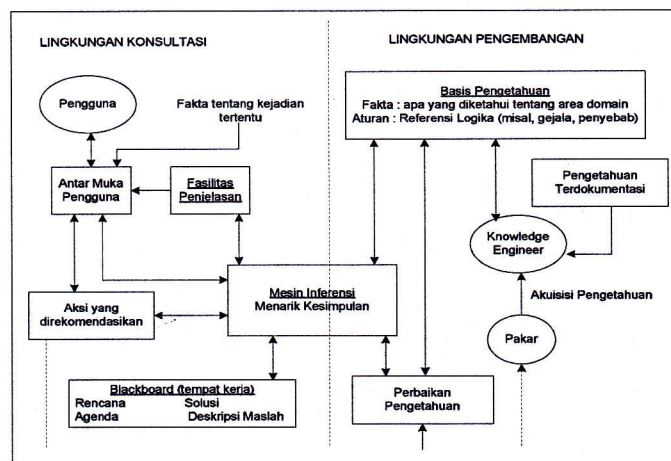 LINGKUNGAN KONSULTASI
LINGKUNGAN PENGEMBANGAN
Pengguna
Fakta tentang kejadian
tertentu
Basis Pengetahuan
Fakta : apa yang diketahui tentang area domain
Aturan : Referensi Logika (misal, gejala, penyebab)
Antar Muka
Pengguna
Fasilitas
Penjelasan
Pengetahuan
Terdokumentasi
Knowledge
Engineer
Mesin Inferensi
Menarik Kesimpulan
Aksi yang
direkomendasikan
Akuisisi Pengetahuan
Pakar
Blackboard (tempat kerja)
Rencana Solusi
Agenda Deskripsi Maslah
Perbaikan
Pengetahuan